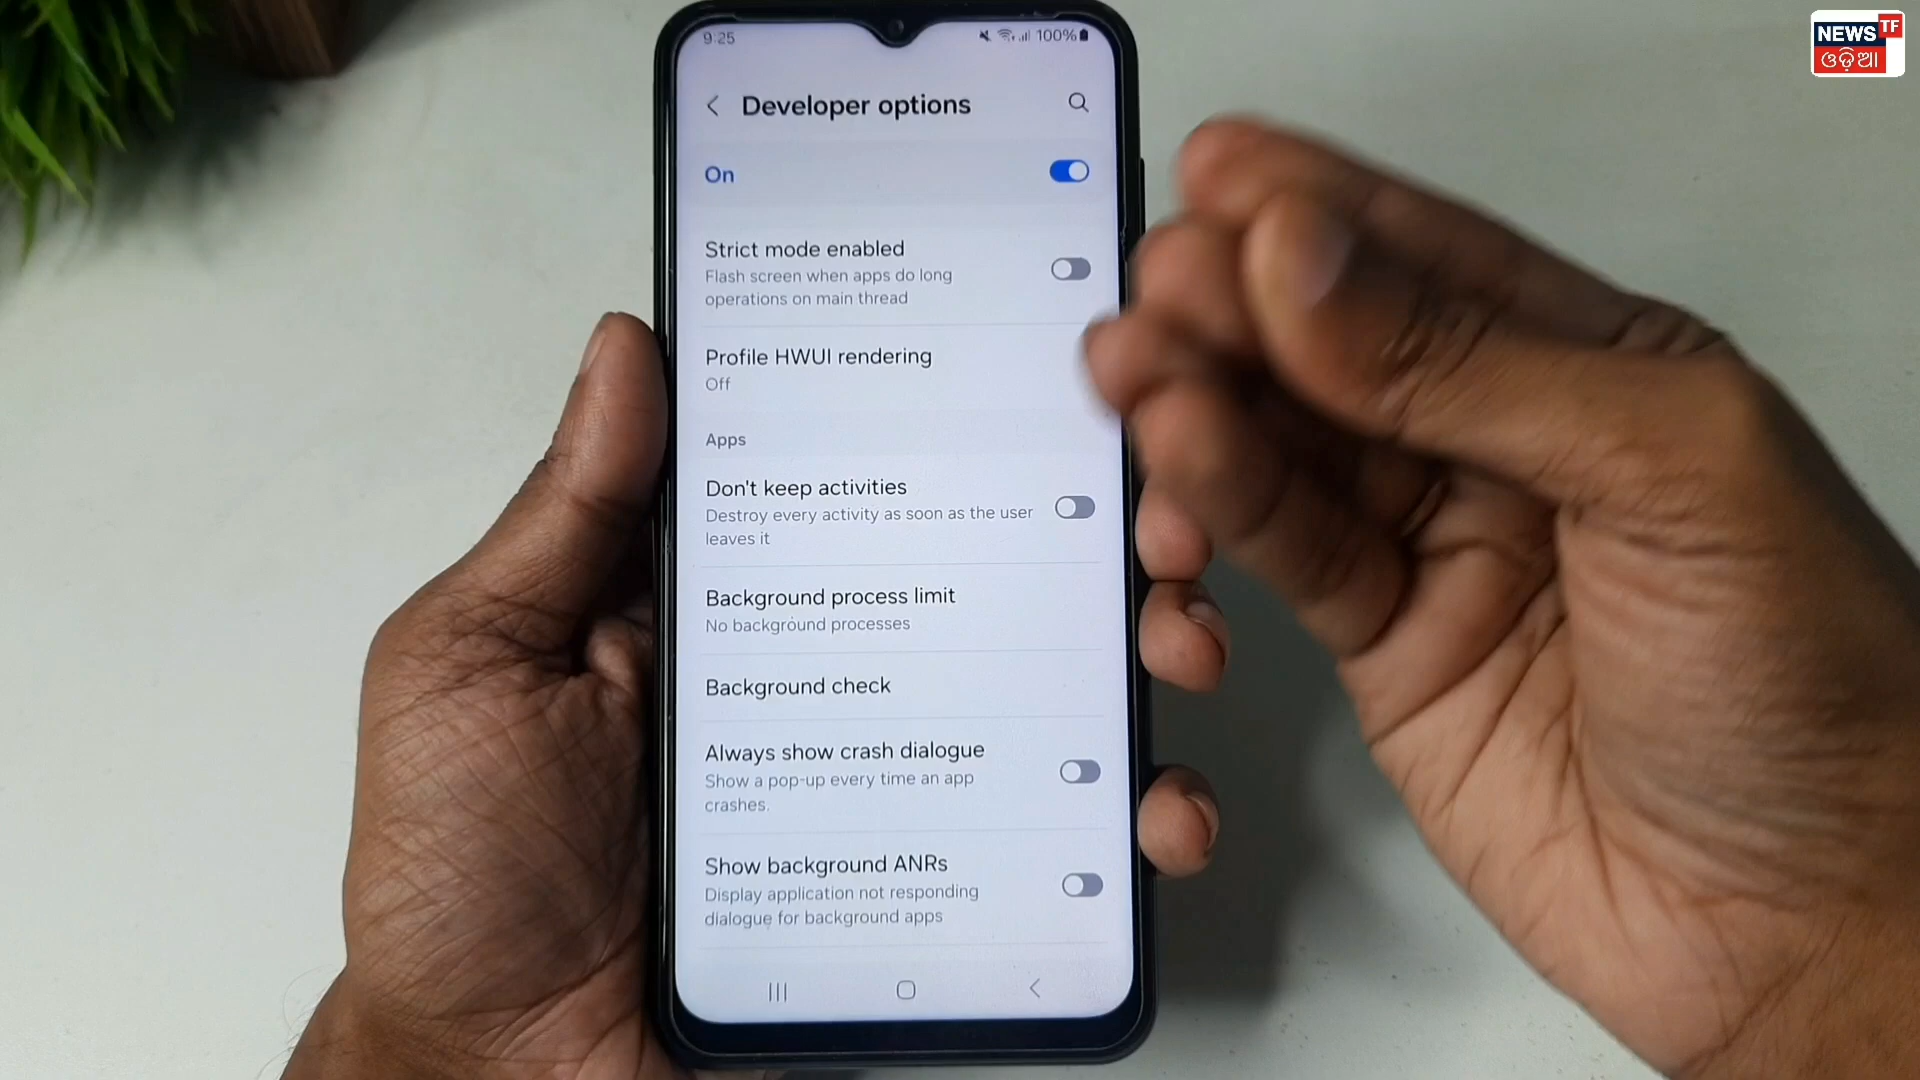 NEWS TF
ଓଡ଼ିଆ
9:25
100%
Developer options
On
Strict mode enabled
Flash screen when apps do long
operations on main thread
Profile HWUI rendering
Off
Apps
Don't keep activities
Destroy every activity as soon as the user
leaves it
Background process limit
No background processes
Background check
Always show crash dialogue
Show a pop-up every time an app
crashes.
Show background ANRs
Display application not responding
dialogue for background apps